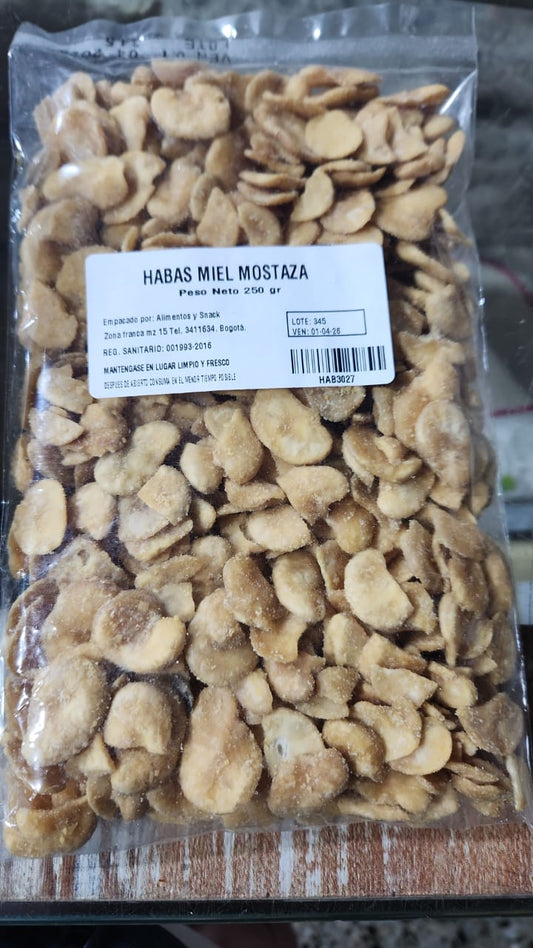 HABAS MIEL MOSTAZA
Peso Neto 250 gr
Empacado por: Alimentos y Snack
Zona franca mz 15 Tel. 3411634. Bogotá.
REG. SANITARIO: 001993-2016
MANTENGASE EN LUGAR LIMPIO Y FRESCO
DESPUES DE ABIERTO CONSUMA EN EL MENOR TIEMPO POSIBLE
LOTE: 345
VEN: 01-04-26
HAB3027
LOTE